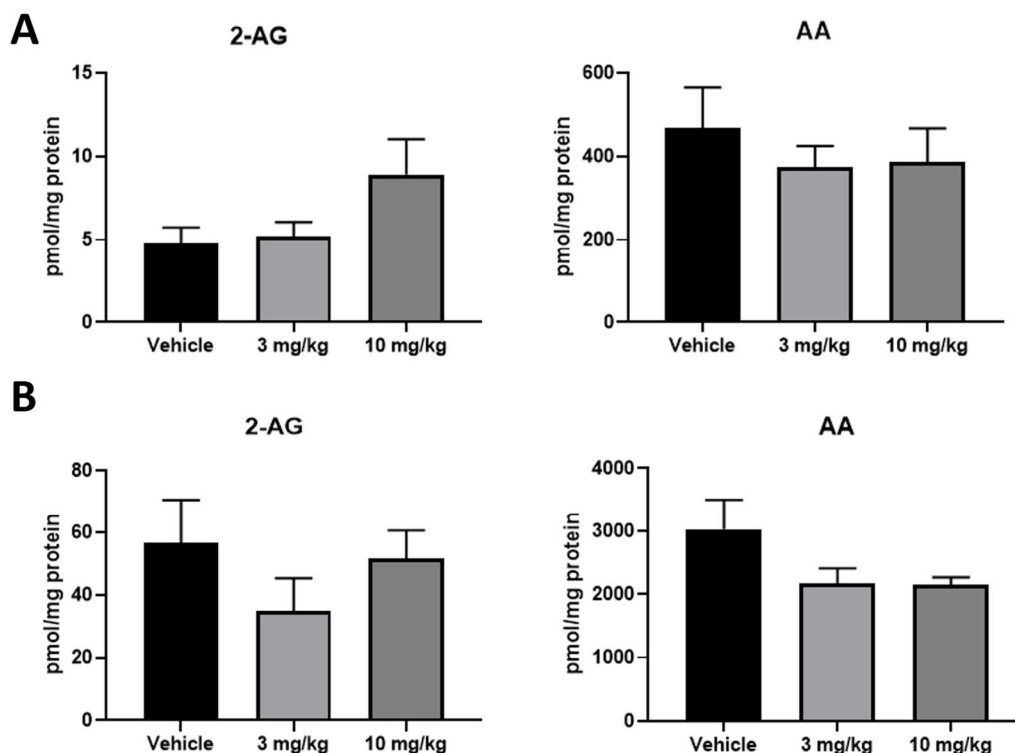 A
2-AG
pmol/mg protein
15
10
5
0
Vehicle 3 mg/kg 10 mg/kg
AA
pmol/mg protein
600
400
200
0
Vehicle 3 mg/kg 10 mg/kg
B
2-AG
pmol/mg protein
80
60
40
20
0
Vehicle 3 mg/kg 10 mg/kg
AA
pmol/mg protein
4000
3000
2000
1000
0
Vehicle 3 mg/kg 10 mg/kg